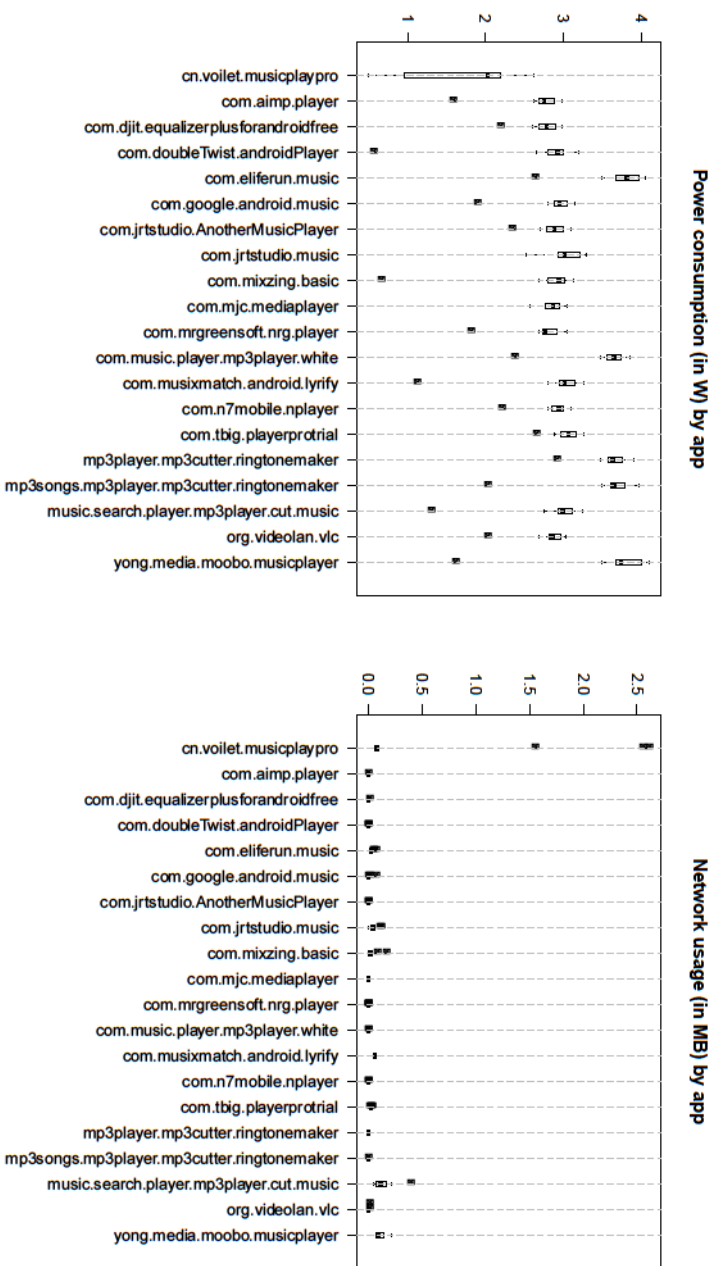 Power consumption (in W) by app
1 2 3 4
cn.voilet.musicplaypro
com.aimp.player
com.djit.equalizerplusforandroidfree
com.doubleTwist.androidPlayer
com.eliferun.music
com.google.android.music
com.jrtstudio.AnotherMusicPlayer
com.jrtstudio.music
com.mixzing.basic
com.mjc.mediaplayer
com.mrgreensoft.nrg.player
com.music.player.mp3player.white
com.musixmatch.android.lyrify
com.n7mobile.nplayer
com.tbig.playerprotrial
mp3player.mp3cutter.ringtonemaker
mp3songs.mp3player.mp3cutter.ringtonemaker
music.search.player.mp3player.cut.music
org.videolan.vlc
yong.media.moobo.musicplayer
Network usage (in MB) by app
0.0 0.5 1.0 1.5 2.0 2.5
cn.voilet.musicplaypro
com.aimp.player
com.djit.equalizerplusforandroidfree
com.doubleTwist.androidPlayer
com.eliferun.music
com.google.android.music
com.jrtstudio.AnotherMusicPlayer
com.jrtstudio.music
com.mixzing.basic
com.mjc.mediaplayer
com.mrgreensoft.nrg.player
com.music.player.mp3player.white
com.musixmatch.android.lyrify
com.n7mobile.nplayer
com.tbig.playerprotrial
mp3player.mp3cutter.ringtonemaker
mp3songs.mp3player.mp3cutter.ringtonemaker
music.search.player.mp3player.cut.music
org.videolan.vlc
yong.media.moobo.musicplayer